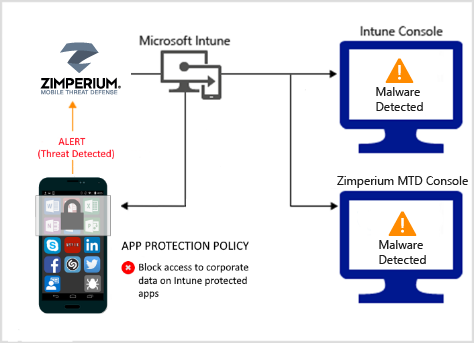 Microsoft Intune
Intune Console
ZIMPERIUM.
MOBILE THREAT DEFENSE
Malware
Detected
ALERT
(Threat Detected)
Zimperium MTD Console
Malware
Detected
APP PROTECTION POLICY
Block access to corporate
data on Intune protected
apps